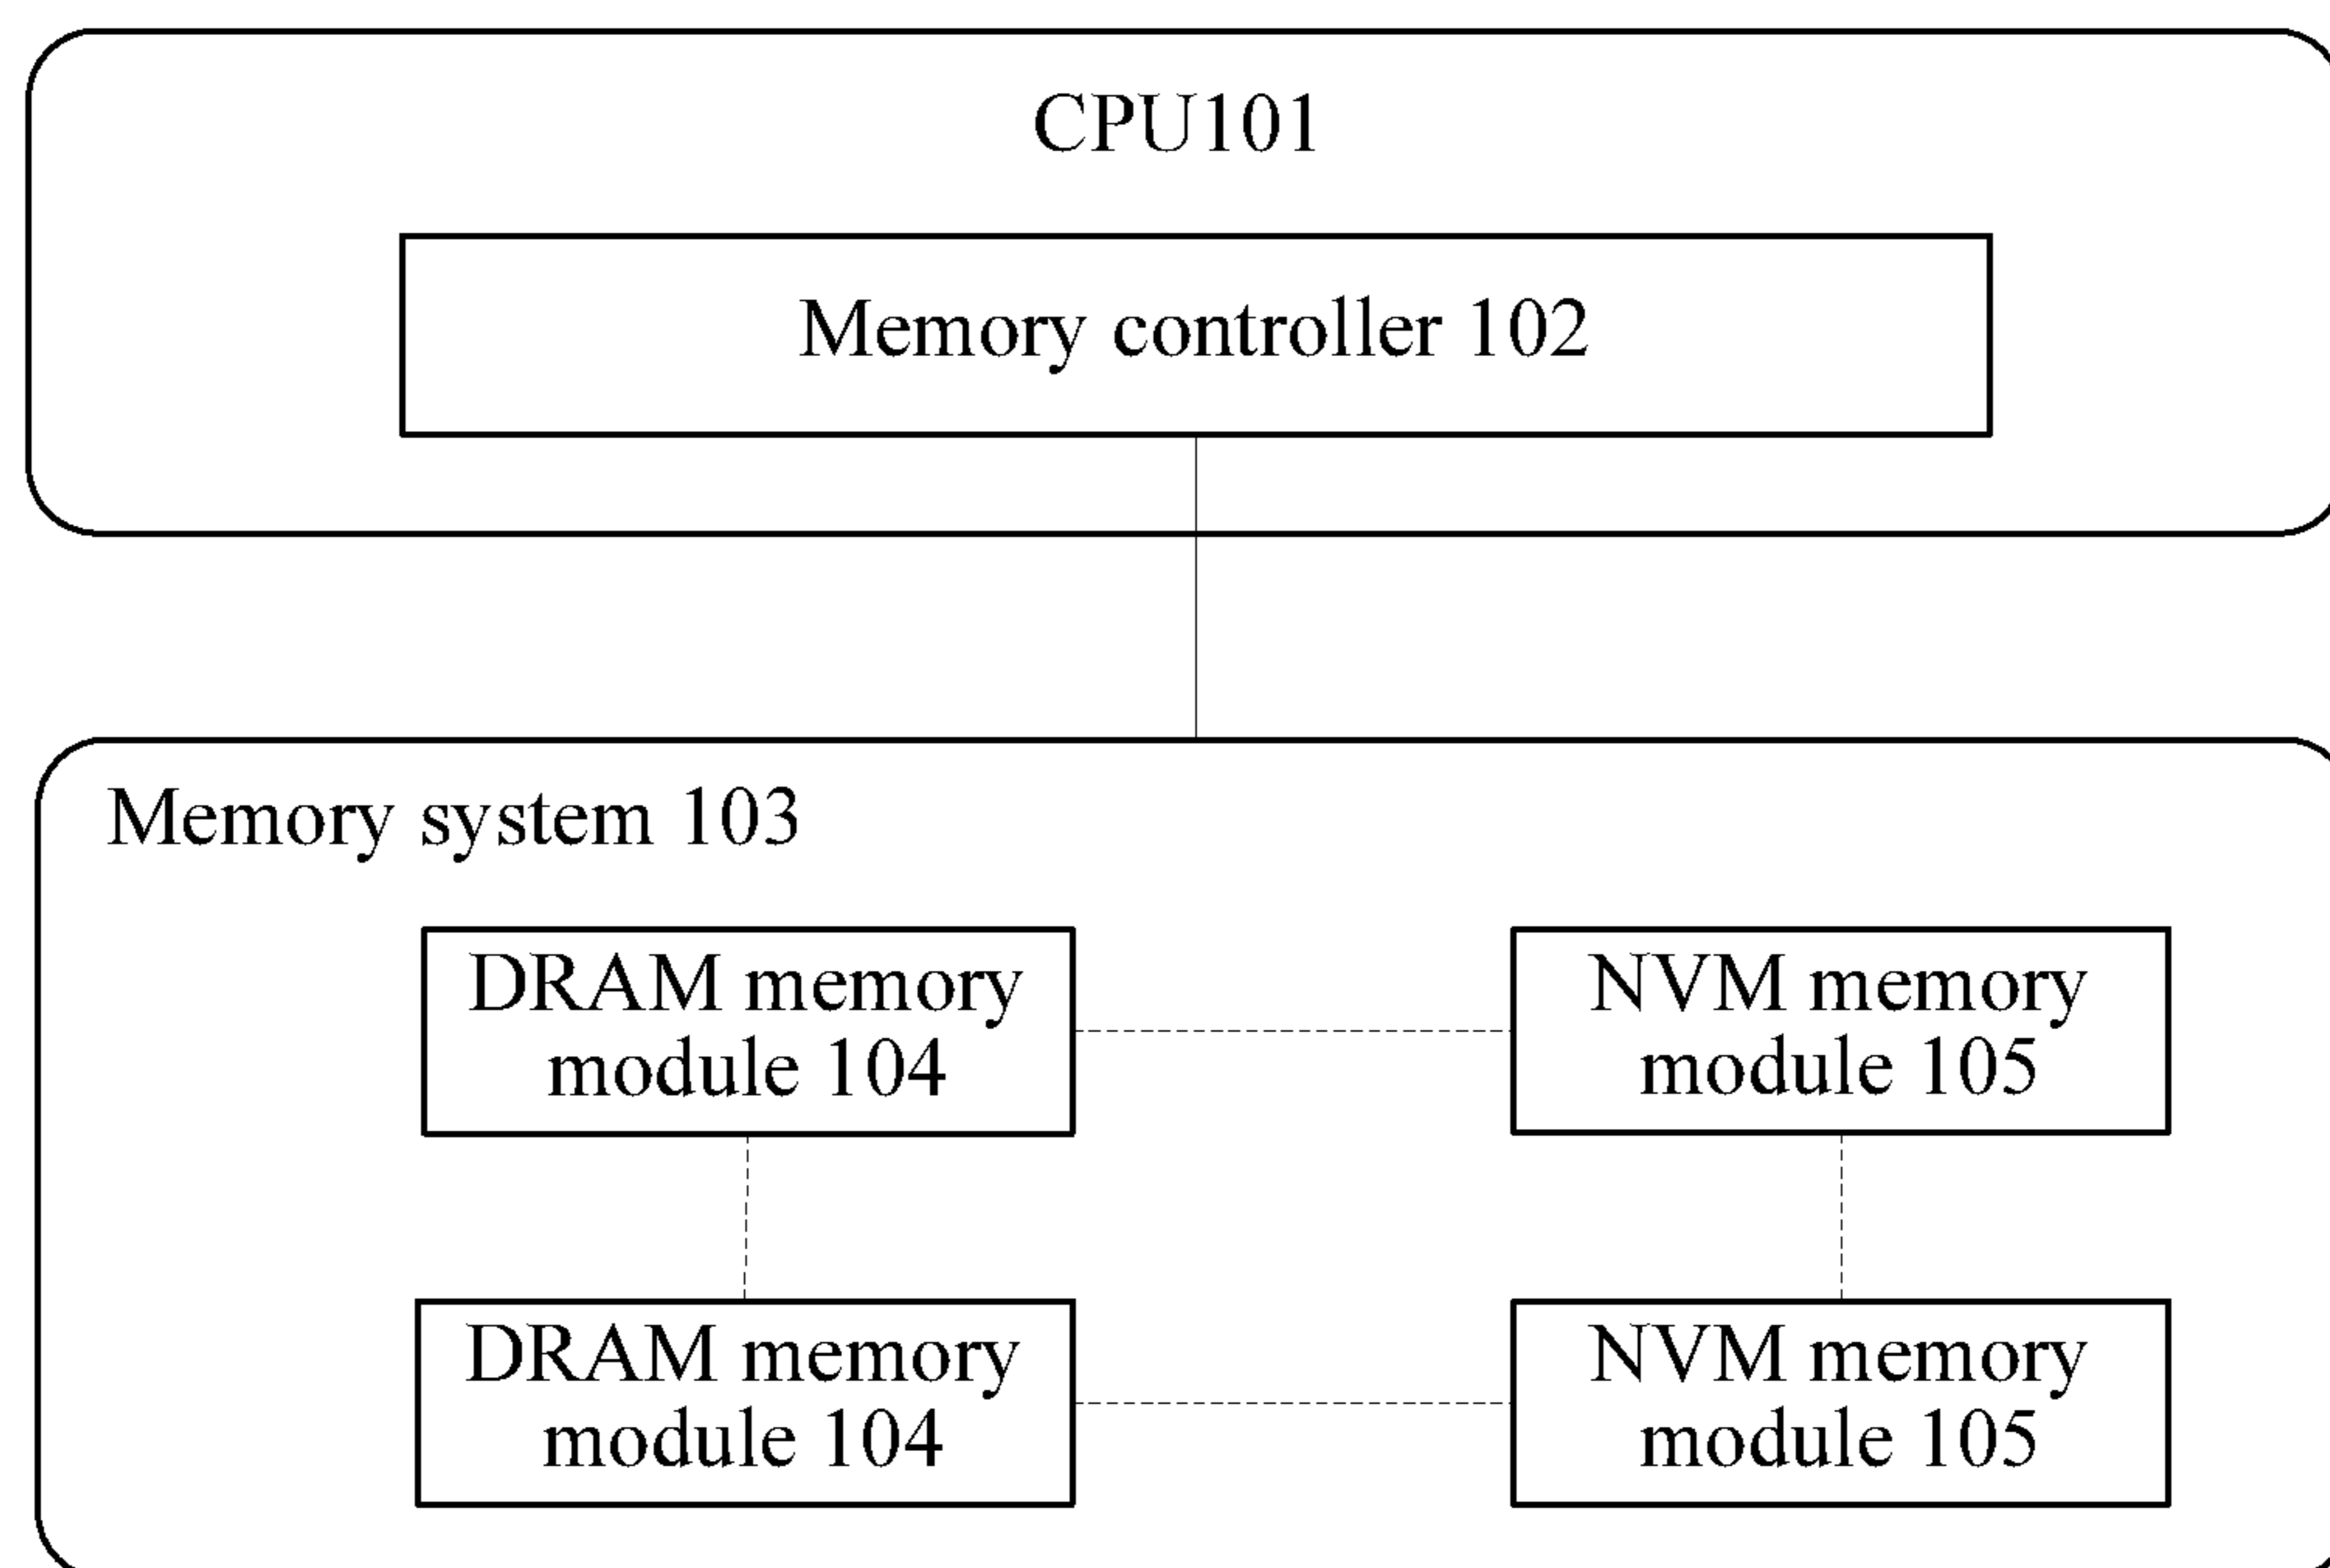 CPU101
Memory controller 102
Memory system 103
DRAM memory
module 104
NVM memory
module 105
DRAM memory
module 104
NVM memory
module 105